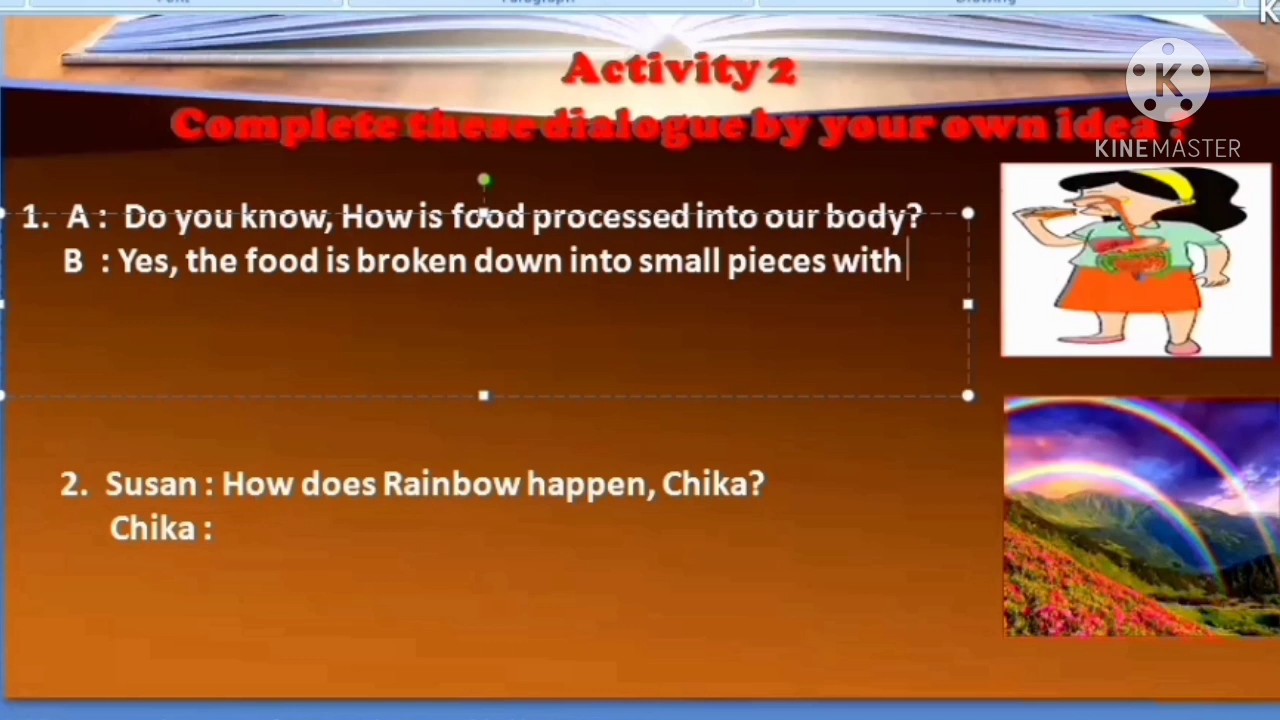 K
Activity 2
Complete these dialogue by your own idea :
KINEMASTER
1. A : Do you know, How is food processed into our body?
B : Yes, the food is broken down into small pieces with
2. Susan : How does Rainbow happen, Chika?
Chika :